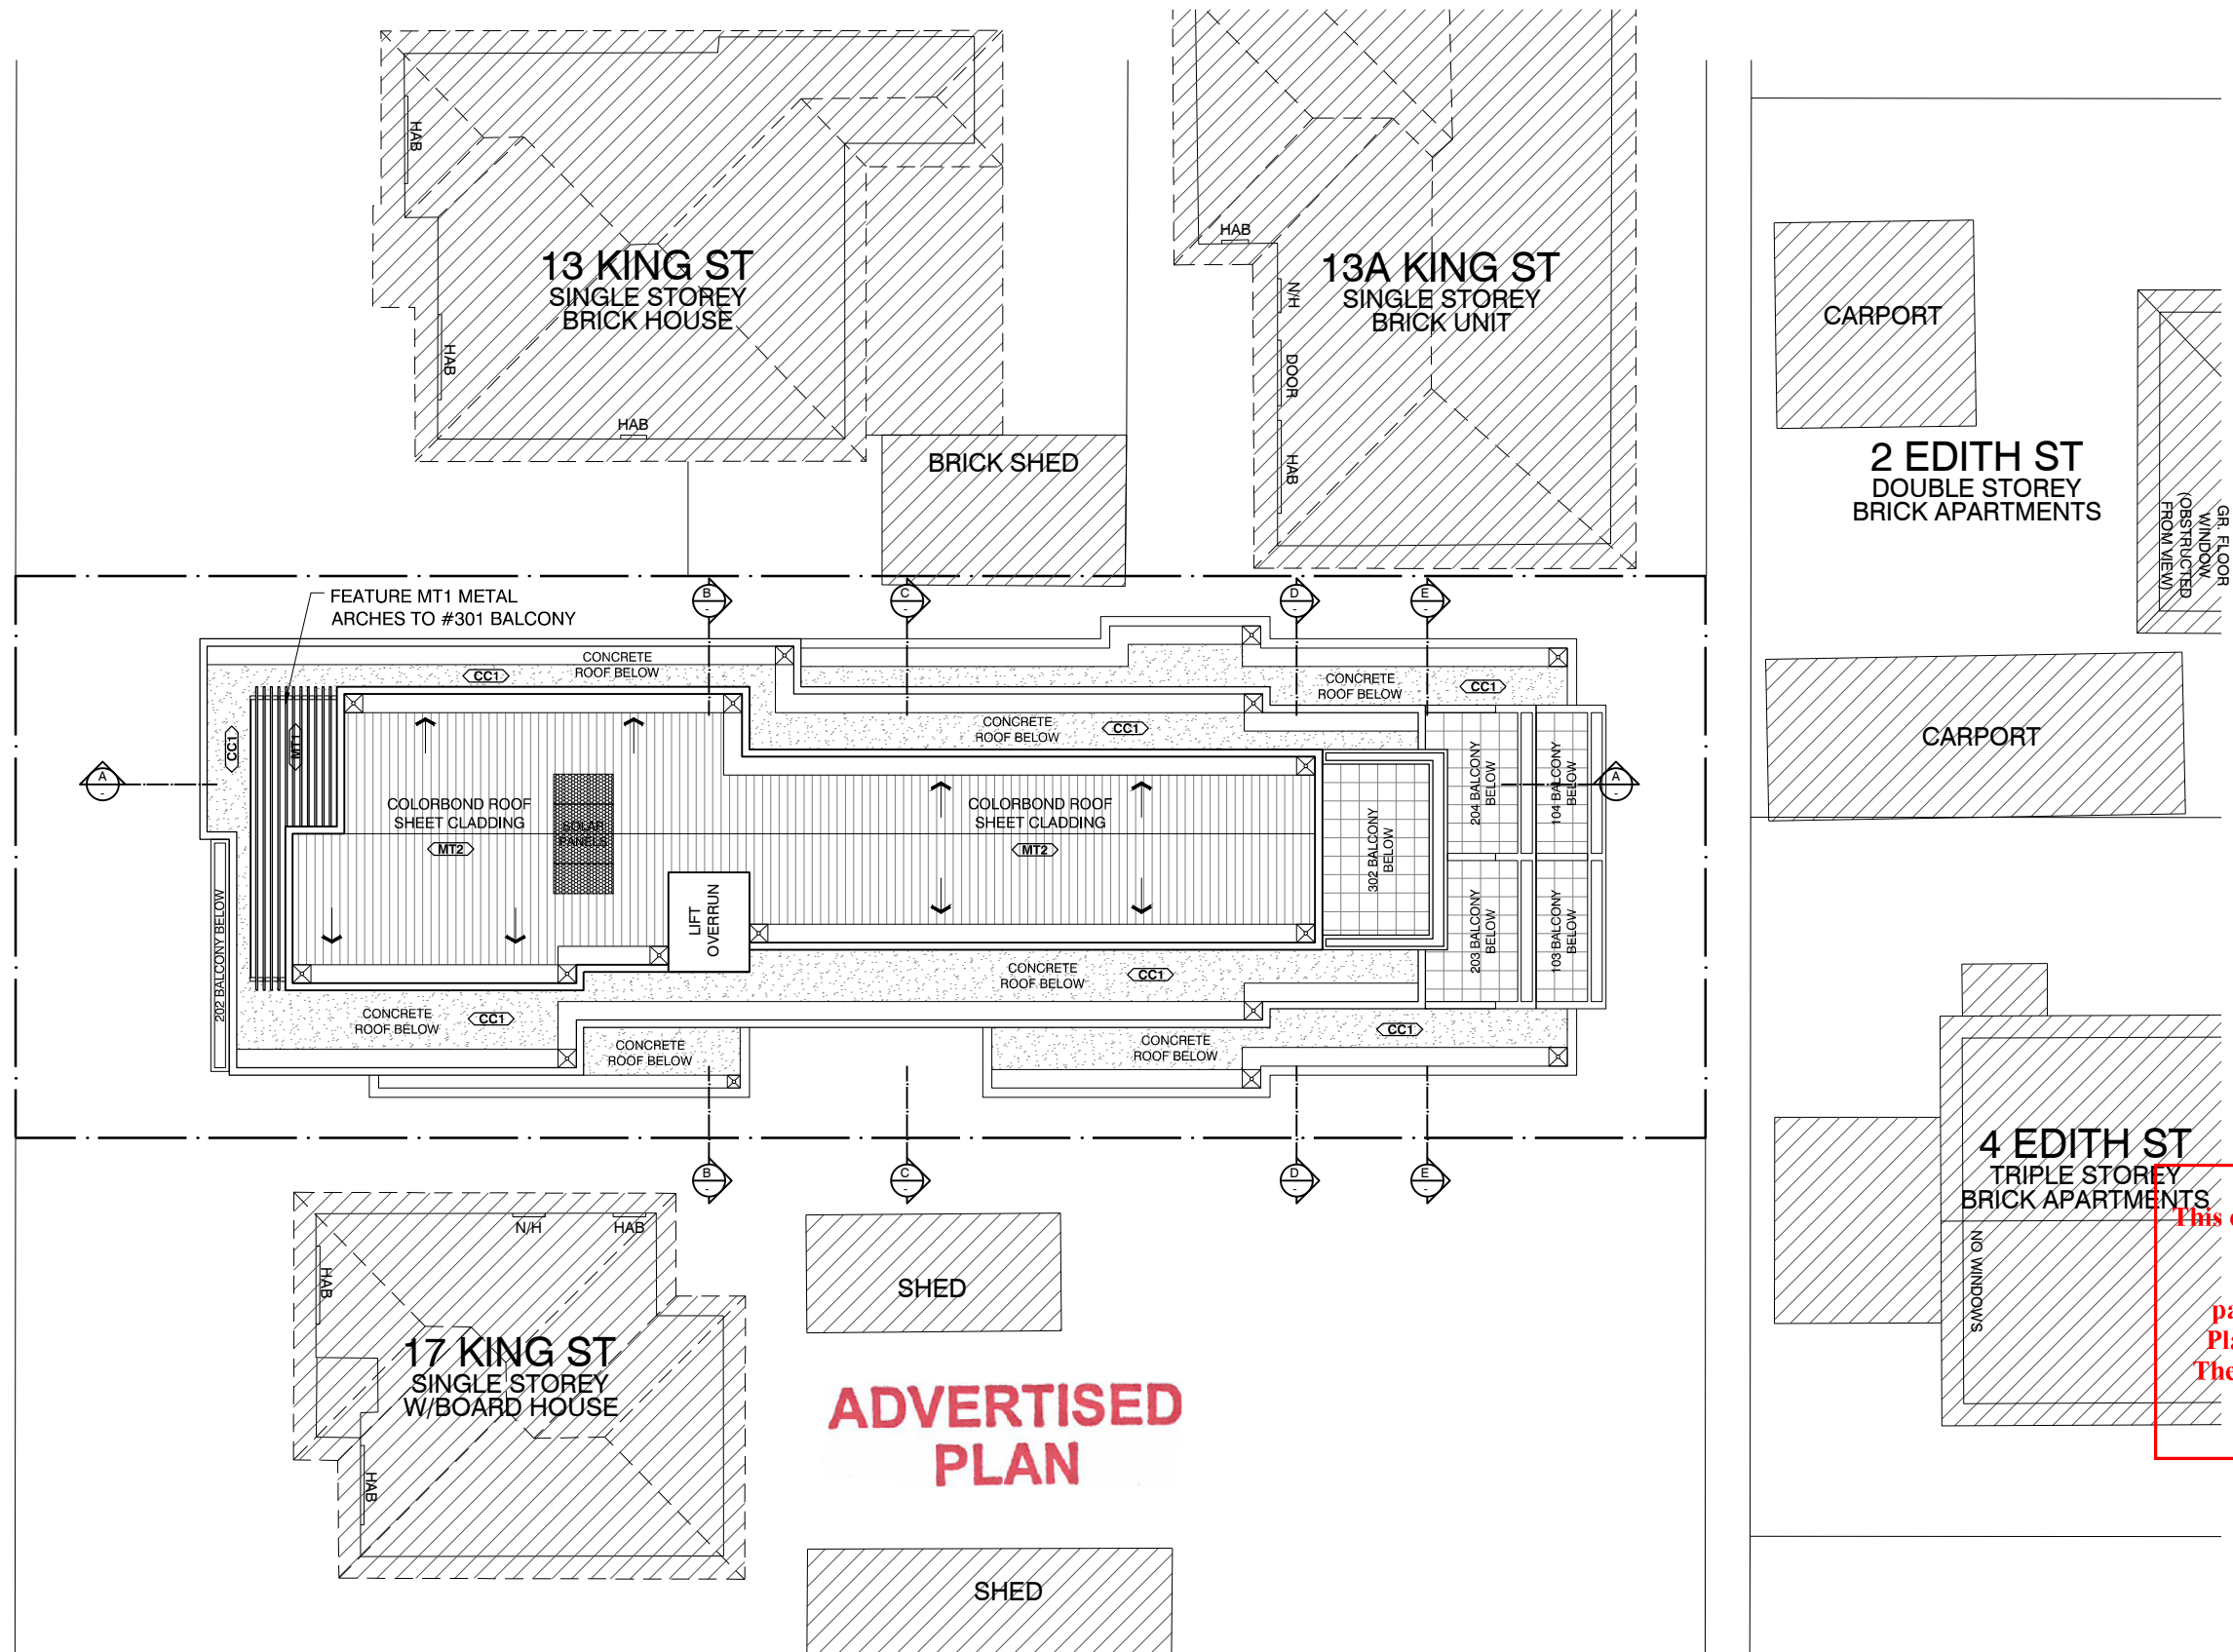 HAB
13 KING ST
SINGLE STOREY
BRICK HOUSE
HAB
HAB
BRICK SHED
HAB
13A KING ST
SINGLE STOREY
BRICK UNIT
N/H
DOOR
HAB
CARPORT
2 EDITH ST
DOUBLE STOREY
BRICK APARTMENTS
GR. FLOOR
WINDOW
(OBSTRUCTED
FROM VIEW)
CARPORT
FEATURE MT1 METAL
ARCHES TO #301 BALCONY
B
-
C
-
D
-
E
-
CONCRETE
ROOF BELOW
CC1
CONCRETE
ROOF BELOW
CC1
CONCRETE
ROOF BELOW
CC1
CC1
MT1
A
-
A
-
COLORBOND ROOF
SHEET CLADDING
MT2
SOLAR
PANELS
COLORBOND ROOF
SHEET CLADDING
MT2
LIFT
OVERRUN
302 BALCONY
BELOW
204 BALCONY
BELOW
104 BALCONY
BELOW
203 BALCONY
BELOW
103 BALCONY
BELOW
202 BALCONY BELOW
CONCRETE
ROOF BELOW
CC1
CONCRETE
ROOF BELOW
CC1
CONCRETE
ROOF BELOW
CONCRETE
ROOF BELOW
CC1
B
-
C
-
D
-
E
-
N/H
HAB
HAB
17 KING ST
SINGLE STOREY
W/BOARD HOUSE
HAB
SHED
SHED
ADVERTISED
PLAN
4 EDITH ST
TRIPLE STOREY
BRICK APARTMENTS
NO WINDOWS
This
pa
Pla
The